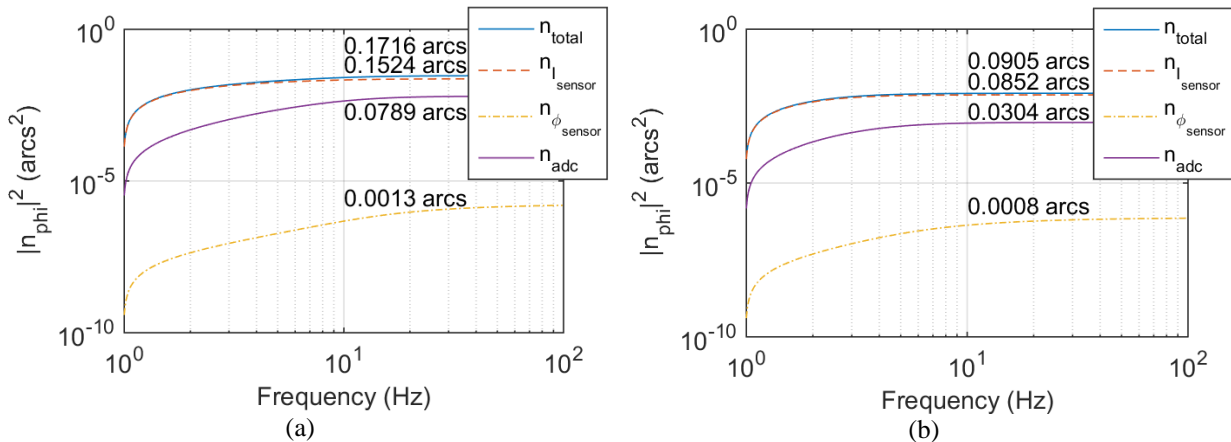 10^0
10^-5
10^-10
|n_phi|^2 (arcs^2)
0.1716 arcs
0.1524 arcs
0.0789 arcs
0.0013 arcs
n_total
n_I_sensor
n_ϕ_sensor
n_adc
10^0
10^1
10^2
Frequency (Hz)
(a)
10^0
10^-5
10^-10
|n_phi|^2 (arcs^2)
0.0905 arcs
0.0852 arcs
0.0304 arcs
0.0008 arcs
n_total
n_I_sensor
n_ϕ_sensor
n_adc
10^0
10^1
10^2
Frequency (Hz)
(b)